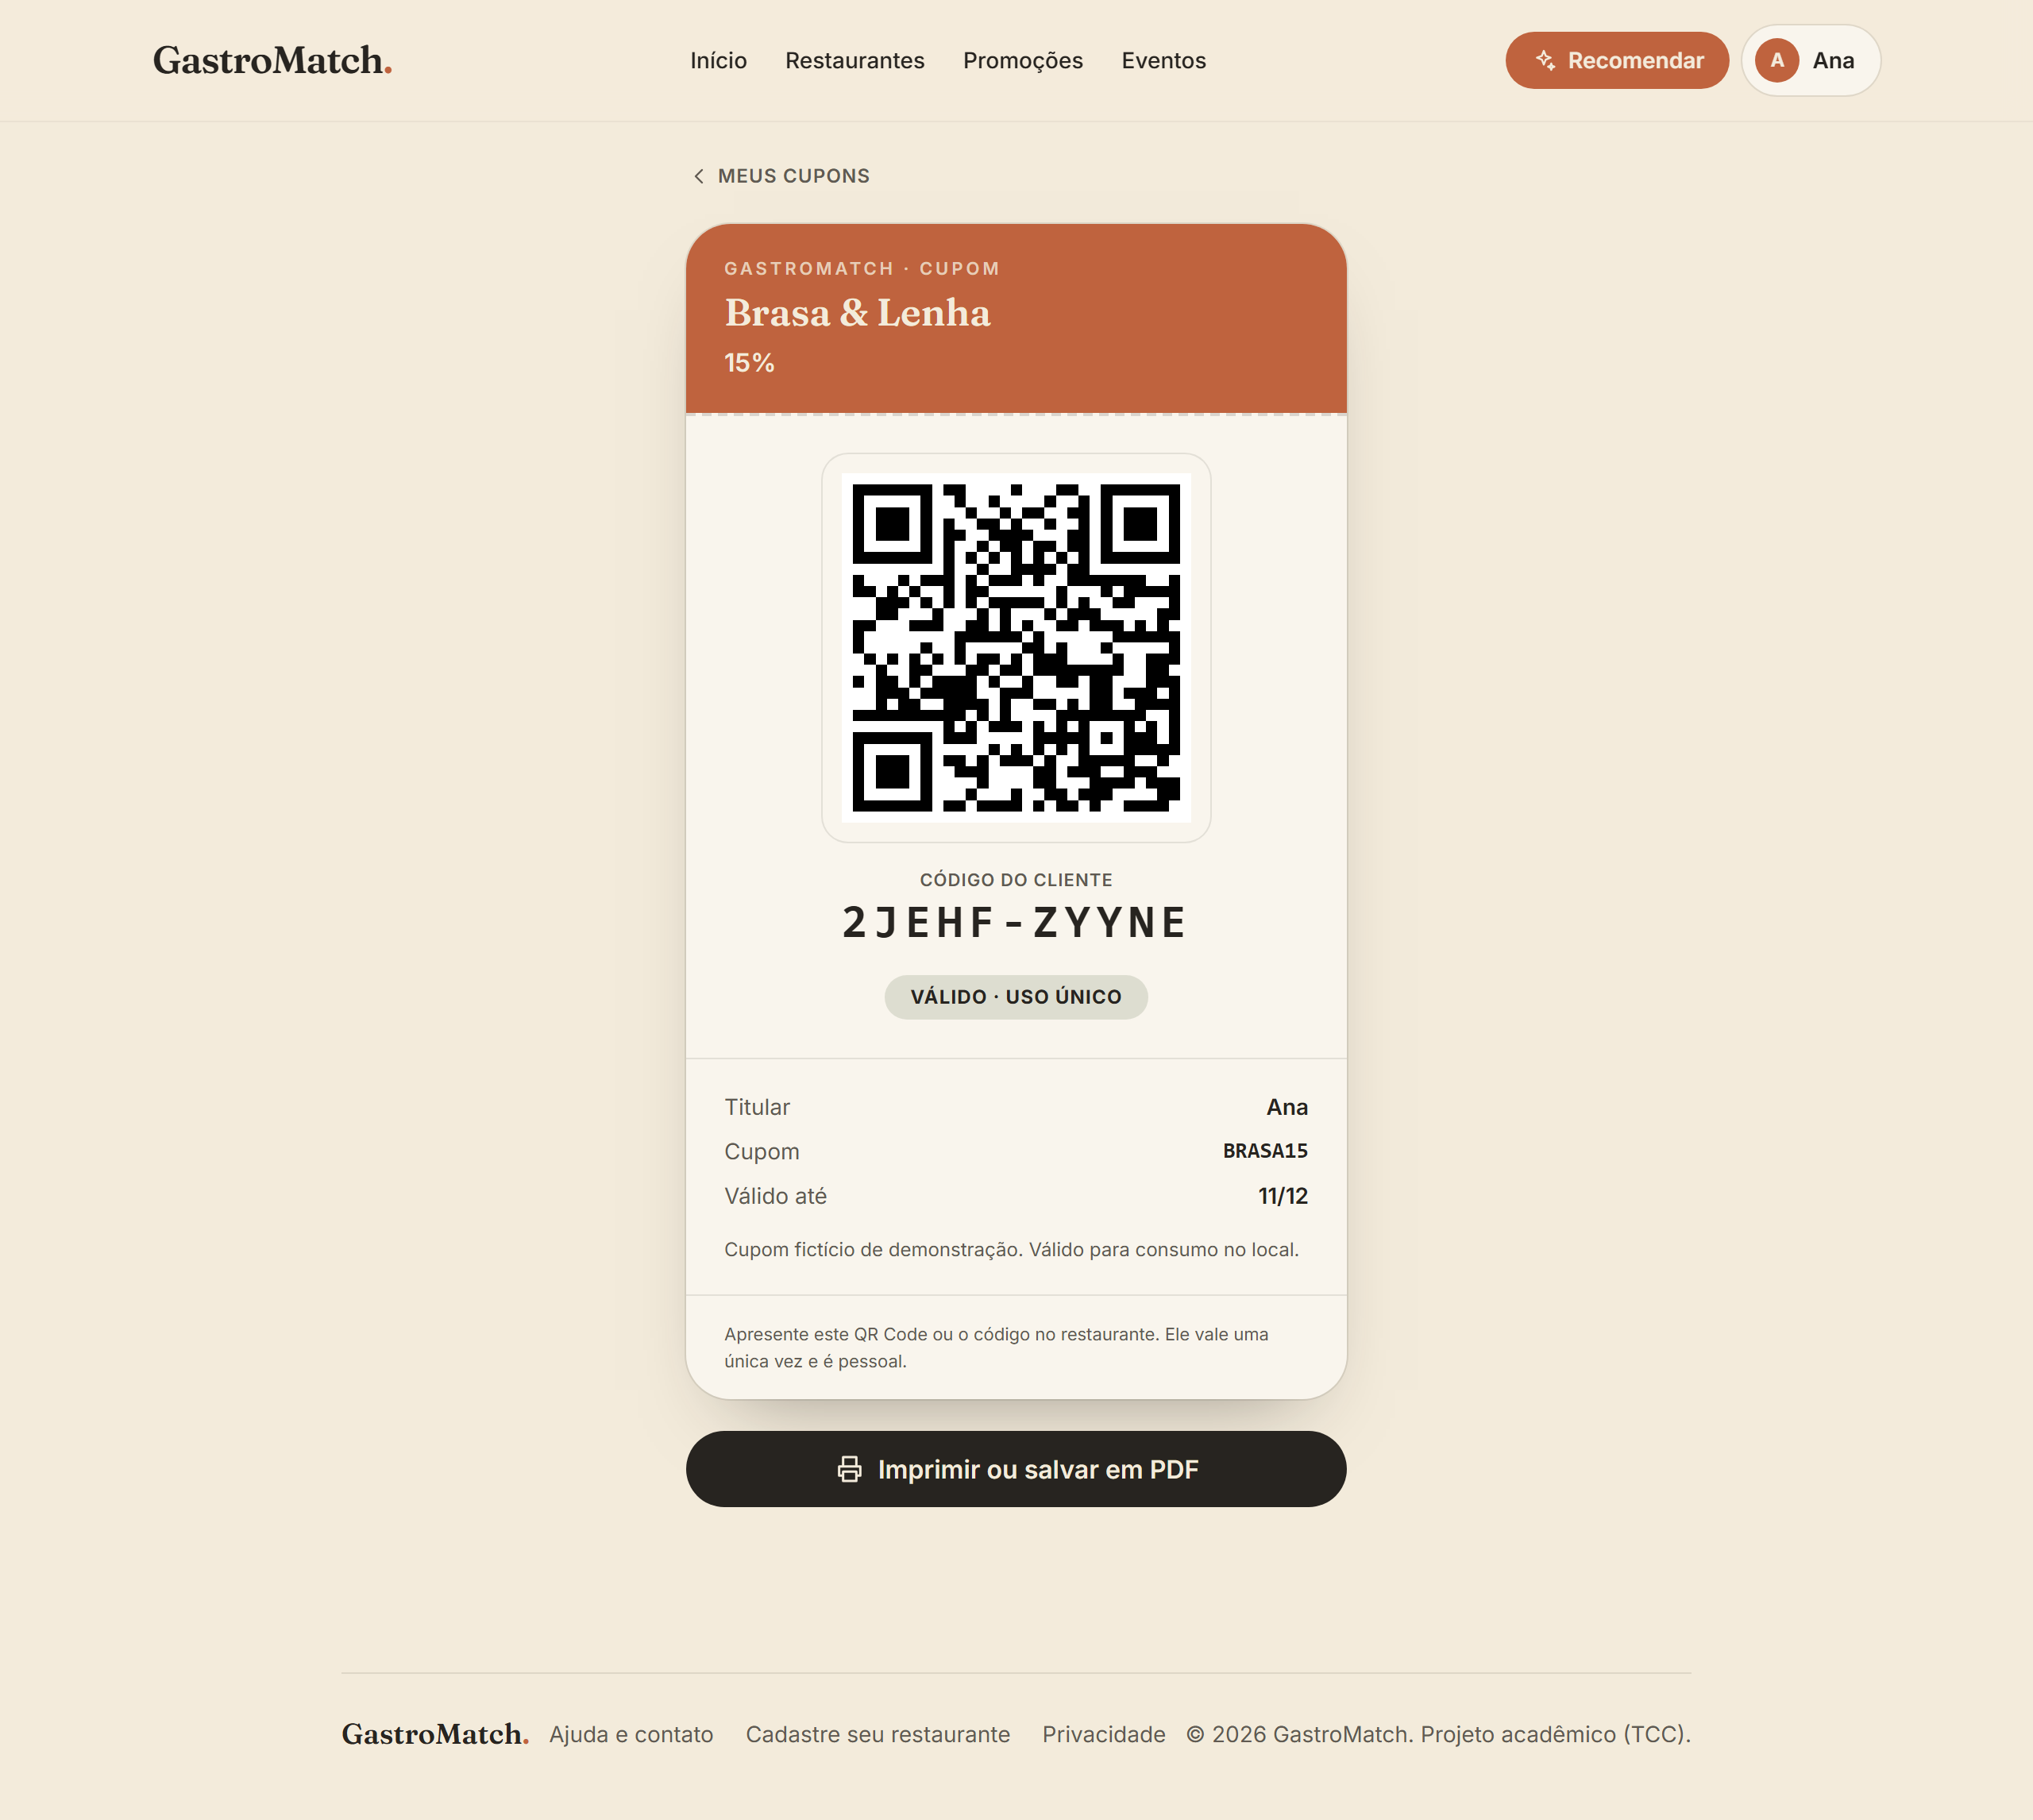 GastroMatch.
Início
Restaurantes
Promoções
Eventos
Recomendar
A
Ana
MEUS CUPONS
GASTROMATCH · CUPOM
Brasa & Lenha
15%
CÓDIGO DO CLIENTE
2JEHF-ZYYNE
VÁLIDO · USO ÚNICO
Titular
Ana
Cupom
BRASA15
Válido até
11/12
Cupom fictício de demonstração. Válido para consumo no local.
Apresente este QR Code ou o código no restaurante. Ele vale uma
única vez e é pessoal.
Imprimir ou salvar em PDF
GastroMatch.
Ajuda e contato
Cadastre seu restaurante
Privacidade
© 2026 GastroMatch. Projeto acadêmico (TCC).